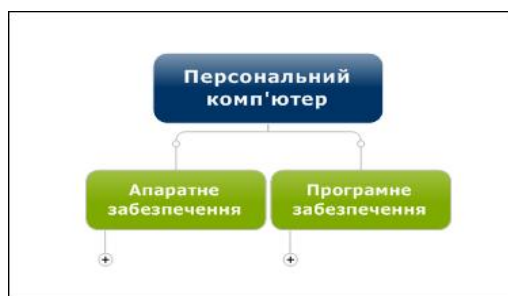 Персональний
комп'ютер
Апаратне
забезпечення
Програмне
забезпечення